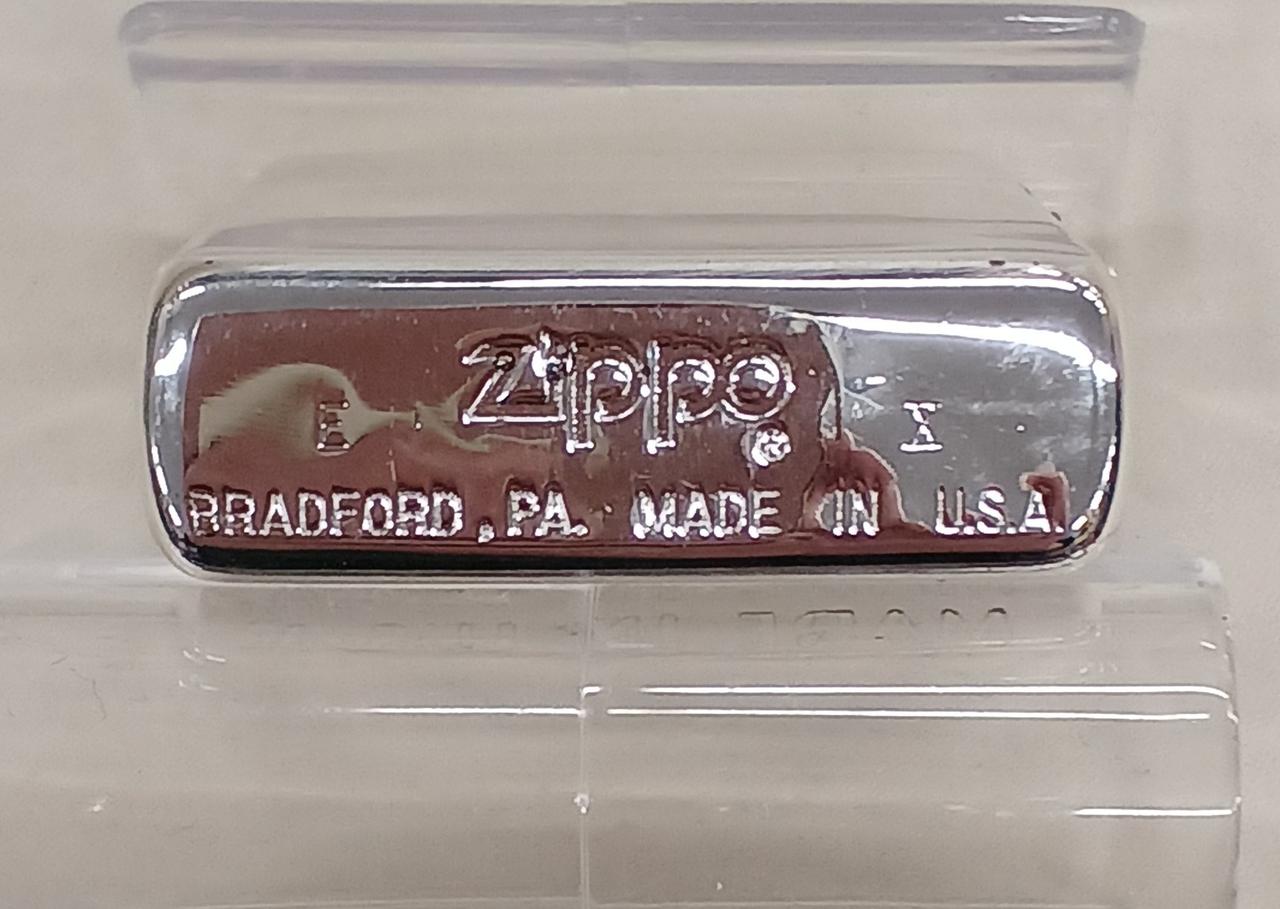 E Zippo® X
BRADFORD, PA. MADE IN U.S.A.